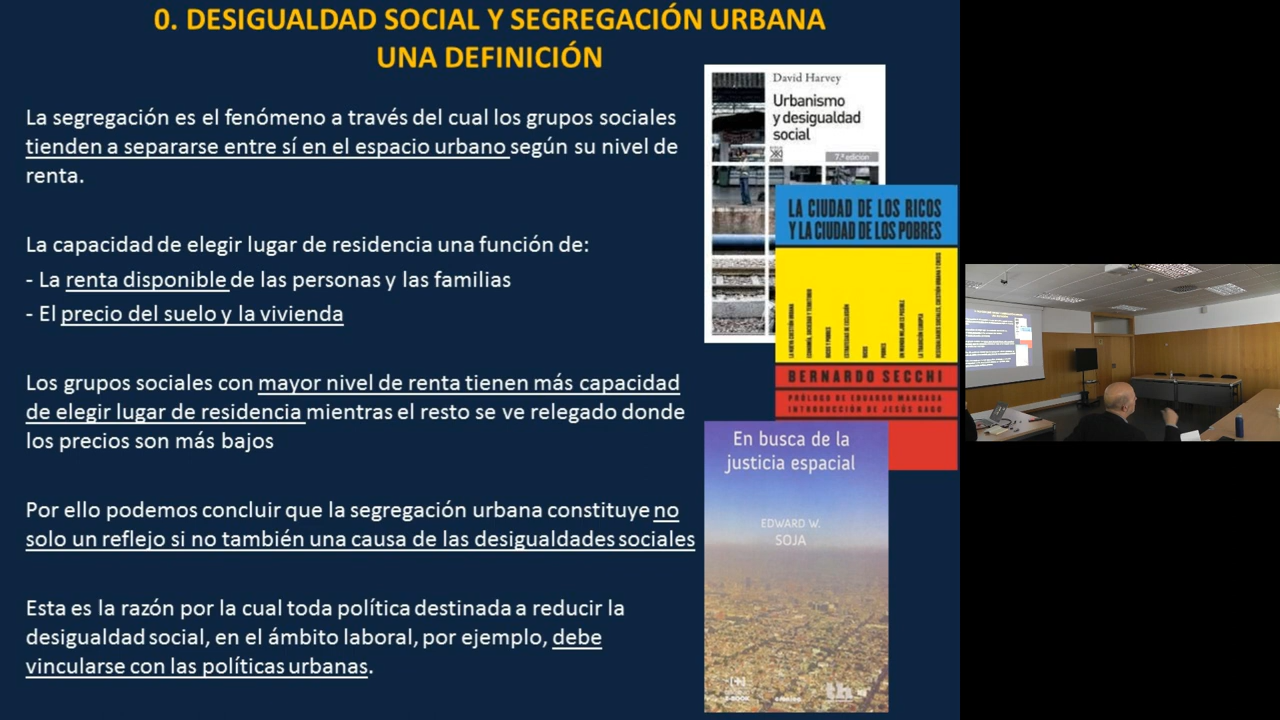 0. DESIGUALDAD SOCIAL Y SEGREGACIÓN URBANA
UNA DEFINICIÓN
La segregación es el fenómeno a través del cual los grupos sociales
tienden a separarse entre sí en el espacio urbano según su nivel de
renta.
La capacidad de elegir lugar de residencia una función de:
- La renta disponible de las personas y las familias
- El precio del suelo y la vivienda
Los grupos sociales con mayor nivel de renta tienen más capacidad
de elegir lugar de residencia mientras el resto se ve relegado donde
los precios son más bajos
Por ello podemos concluir que la segregación urbana constituye no
solo un reflejo si no también una causa de las desigualdades sociales
Esta es la razón por la cual toda política destinada a reducir la
desigualdad social, en el ámbito laboral, por ejemplo, debe
vincularse con las políticas urbanas.
David Harvey
Urbanismo
y desigualdad
social
7.ª edición
LA CIUDAD DE LOS RICOS
Y LA CIUDAD DE LOS POBRES
BERNARDO SECCHI
PRÓLOGO DE EDUARDO MANGADA
INTRODUCCIÓN DE JESÚS GAGO
En busca de la
justicia espacial
EDWARD W.
SOJA
th